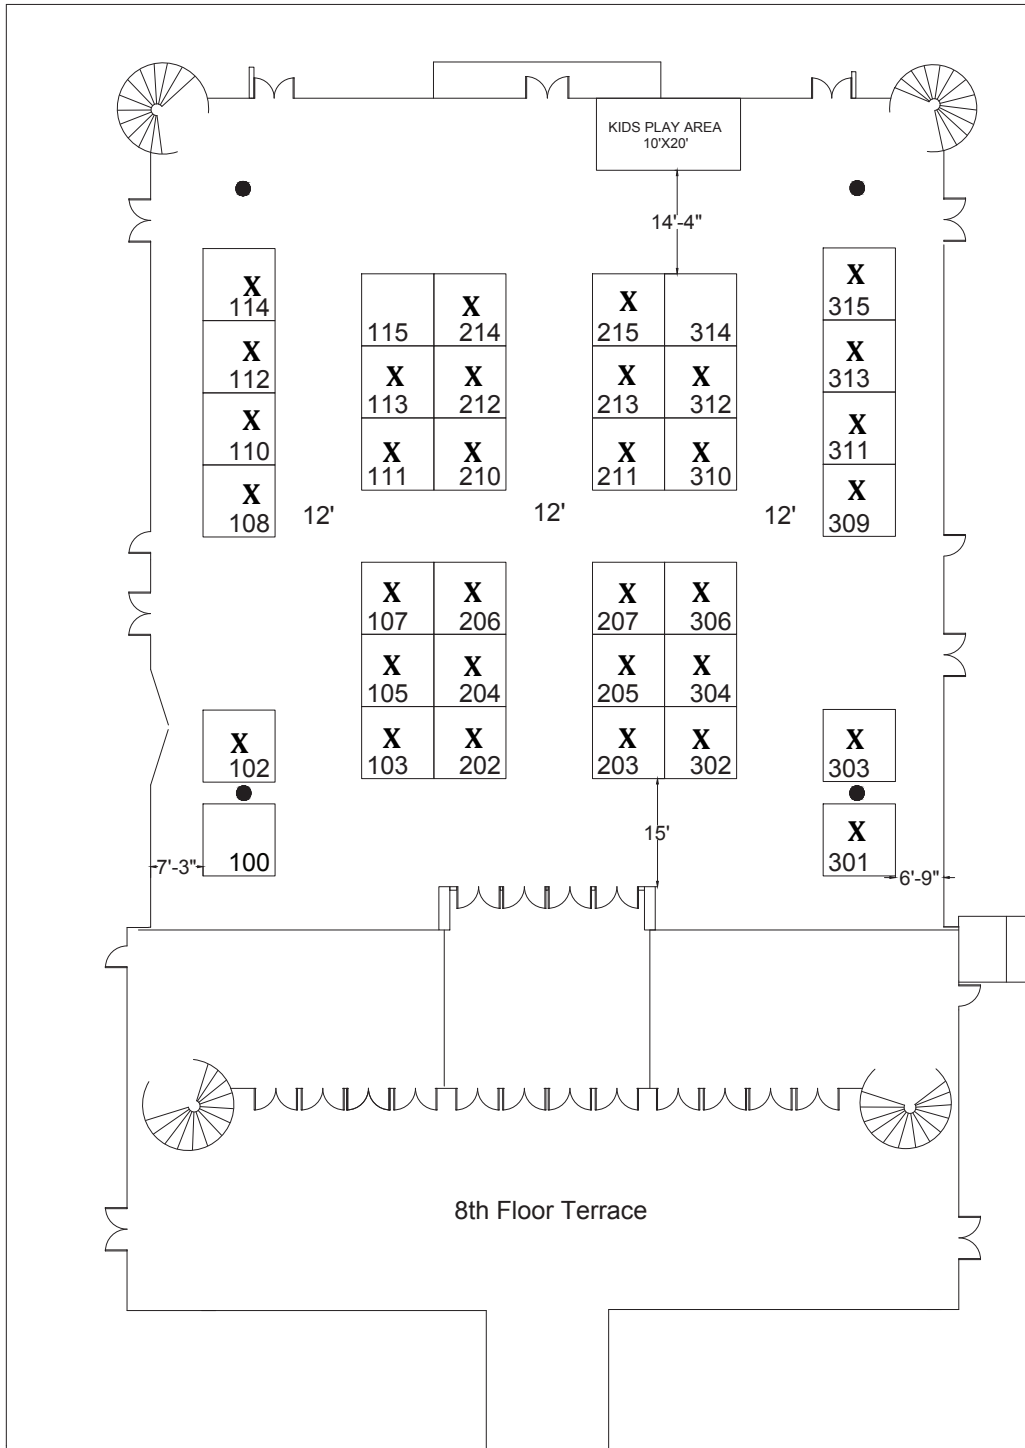 KIDS PLAY AREA
10'X20'
14'-4"
X X
114 315
X X
115 214 215 314
X X
112 313
X X X X
113 212 213 312
X X
110 311
X X X X
111 210 211 310
X X
108 309
12' 12' 12'
X X X X
107 206 207 306
X X X X
105 204 205 304
X X X X
103 202 203 302
X X
102 303
15'
X
7'-3" 100 301 6'-9"
8th Floor Terrace